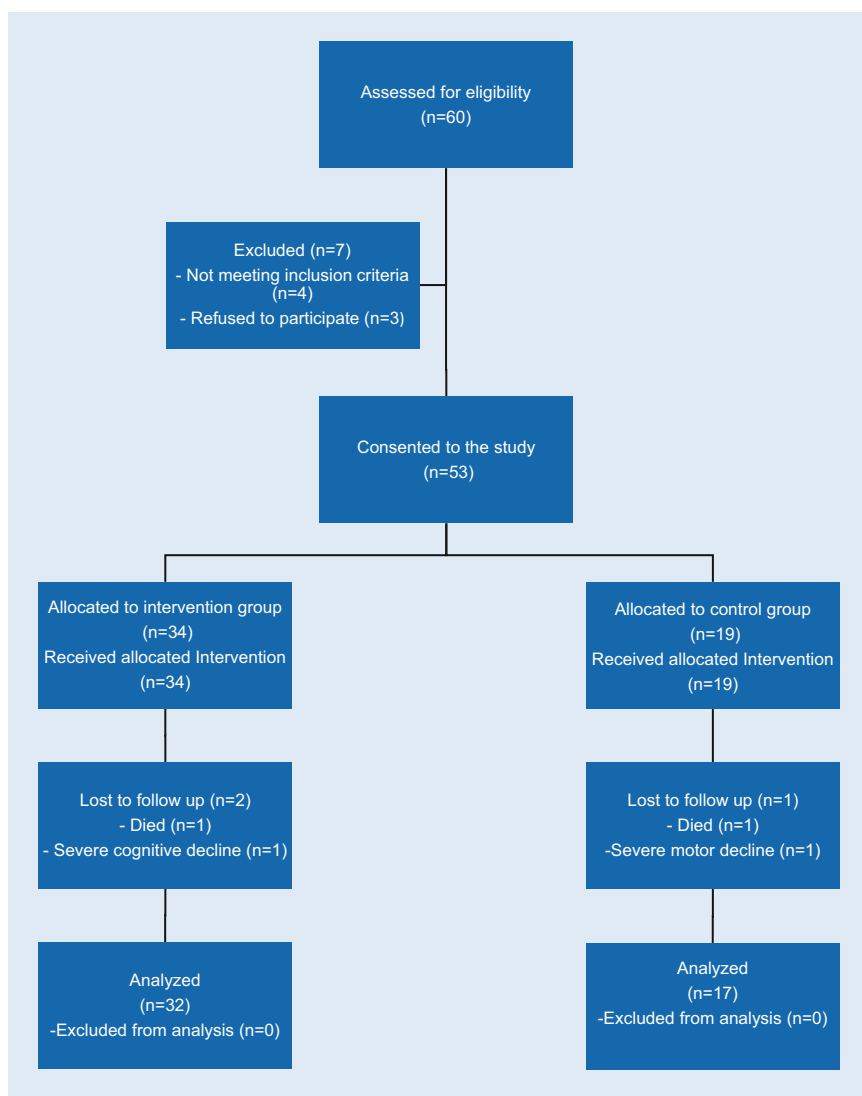 Assessed for eligibility
(n=60)
Excluded (n=7)
- Not meeting inclusion criteria
(n=4)
- Refused to participate (n=3)
Consented to the study
(n=53)
Allocated to intervention group
(n=34)
Received allocated Intervention
(n=34)
Allocated to control group
(n=19)
Received allocated Intervention
(n=19)
Lost to follow up (n=2)
- Died (n=1)
- Severe cognitive decline (n=1)
Lost to follow up (n=1)
- Died (n=1)
-Severe motor decline (n=1)
Analyzed
(n=32)
-Excluded from analysis (n=0)
Analyzed
(n=17)
-Excluded from analysis (n=0)